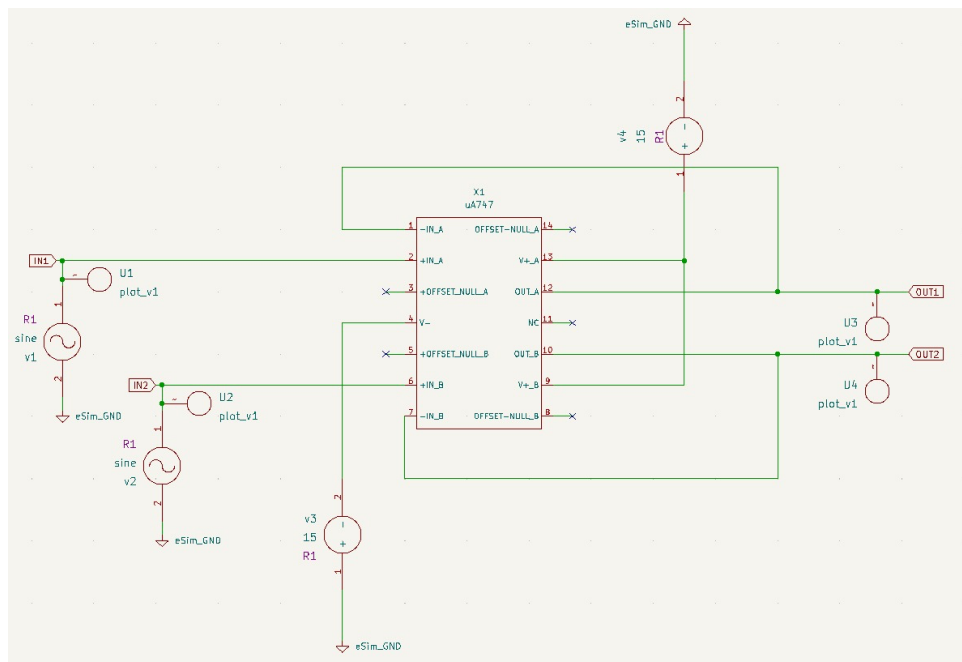 eSim_GND
2
v4
15
R1
1
X1
uA747
1
-IN_A
OFFSET-NULL_A
14
IN1
2
+IN_A
V+_A
13
~
U1
plot_v1
3
+OFFSET_NULL_A
OUT_A
12
OUT1
1
R1
sine
v1
2
4
V-
NC
11
~
U3
plot_v1
5
+OFFSET_NULL_B
OUT_B
10
OUT2
IN2
6
+IN_B
V+_B
9
~
U4
plot_v1
~
U2
plot_v1
eSim_GND
7
-IN_B
OFFSET-NULL_B
8
1
R1
sine
v2
2
eSim_GND
2
v3
15
R1
1
eSim_GND